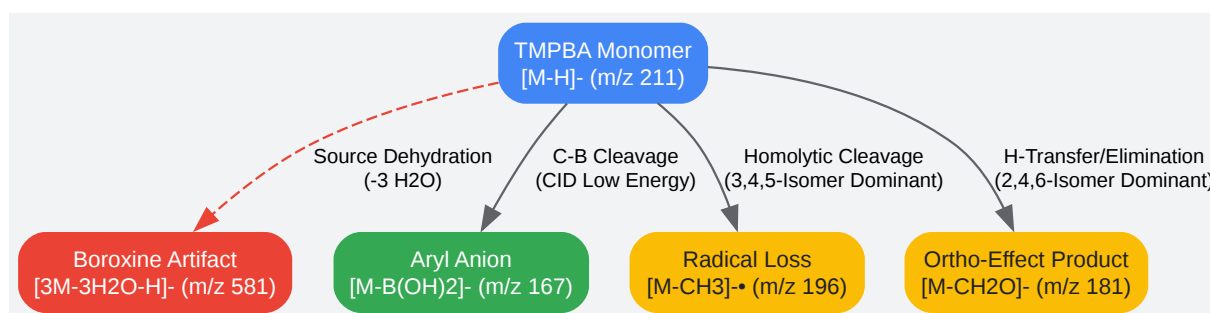 TMPBA Monomer
[M-H]- (m/z 211)
Source Dehydration
(-3 H2O)
C-B Cleavage
(CID Low Energy)
Homolytic Cleavage
(3,4,5-Isomer Dominant)
H-Transfer/Elimination
(2,4,6-Isomer Dominant)
Boroxine Artifact
[3M-3H2O-H]- (m/z 581)
Aryl Anion
[M-B(OH)2]- (m/z 167)
Radical Loss
[M-CH3]-• (m/z 196)
Ortho-Effect Product
[M-CH2O]- (m/z 181)